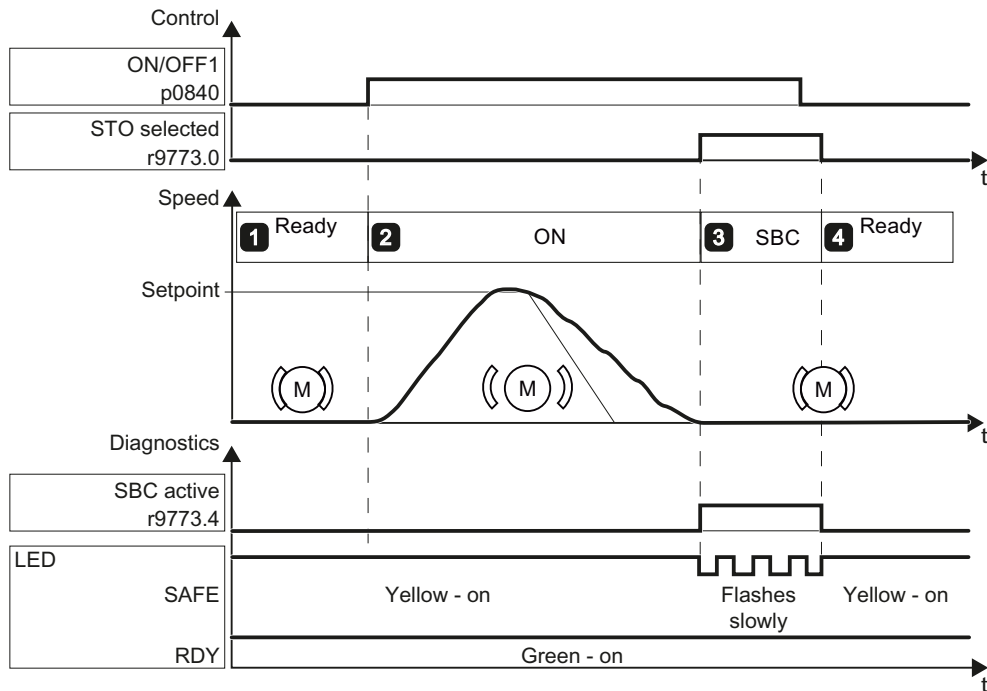 Control
ON/OFF1
p0840
STO selected
r9773.0
t
Speed
1 Ready
2 ON
3 SBC
4 Ready
Setpoint
M
M
M
t
Diagnostics
SBC active
r9773.4
LED
SAFE
Yellow - on
Flashes
slowly
Yellow - on
RDY
Green - on
t